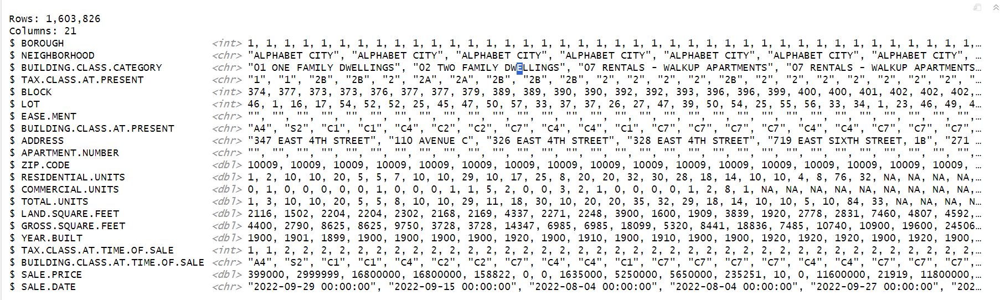 Rows: 1,603,826
Columns: 21
$ BOROUGH <int> 1, 1, 1, 1, 1, 1, 1, 1, 1, 1, 1, 1, 1, 1, 1, 1, 1, 1, 1, 1, 1, 1, 1, 1, 1, 1, 1, 1, 1, 1, 1, 1, 1, 1, 1, 1, 1, 1, 1, 1,…
$ NEIGHBORHOOD <chr> "ALPHABET CITY", "ALPHABET CITY", "ALPHABET CITY", "ALPHABET CITY", "ALPHABET CITY", "ALPHABET CITY", "ALPHABET CITY", …
$ BUILDING.CLASS.CATEGORY <chr> "01 ONE FAMILY DWELLINGS", "02 TWO FAMILY DWELLINGS", "07 RENTALS - WALKUP APARTMENTS", "07 RENTALS - WALKUP APARTMENTS…
$ TAX.CLASS.AT.PRESENT <chr> "1", "1", "2B", "2B", "2", "2A", "2A", "2B", "2B", "2B", "2", "2", "2", "2", "2B", "2", "2", "2", "2", "2", "2", "2", "…
$ BLOCK <int> 374, 377, 373, 373, 376, 377, 377, 379, 389, 389, 390, 390, 392, 392, 393, 396, 396, 399, 400, 400, 401, 402, 402, 402,…
$ LOT <int> 46, 1, 16, 17, 54, 52, 52, 25, 45, 47, 50, 57, 33, 37, 37, 26, 27, 47, 39, 50, 54, 25, 55, 56, 33, 34, 1, 23, 46, 49, 4…
$ EASE.MENT <chr> "", "", "", "", "", "", "", "", "", "", "", "", "", "", "", "", "", "", "", "", "", "", "", "", "", "", "", "", "", "",…
$ BUILDING.CLASS.AT.PRESENT <chr> "A4", "S2", "C1", "C1", "C4", "C2", "C2", "C7", "C4", "C4", "C1", "C7", "C7", "C7", "C7", "C4", "C4", "C7", "C7", "C7",…
$ ADDRESS <chr> "347 EAST 4TH STREET", "110 AVENUE C", "326 EAST 4TH STREET", "328 EAST 4TH STREET", "719 EAST SIXTH STREET, 1B", "271 …
$ APARTMENT.NUMBER <chr> "", "", "", "", "", "", "", "", "", "", "", "", "", "", "", "", "", "", "", "", "", "", "", "", "", "", "", "", "", "",…
$ ZIP.CODE <dbl> 10009, 10009, 10009, 10009, 10009, 10009, 10009, 10009, 10009, 10009, 10009, 10009, 10009, 10009, 10009, 10009, 10009, …
$ RESIDENTIAL.UNITS <dbl> 1, 2, 10, 10, 20, 5, 5, 7, 10, 10, 29, 10, 17, 25, 8, 20, 20, 32, 30, 28, 18, 14, 10, 10, 4, 8, 76, 32, NA, NA, NA, NA,…
$ COMMERCIAL.UNITS <dbl> 0, 1, 0, 0, 0, 0, 0, 1, 0, 0, 0, 1, 1, 5, 2, 0, 0, 3, 2, 1, 0, 0, 0, 0, 1, 2, 8, 1, NA, NA, NA, NA, NA, NA, NA, NA, NA,…
$ TOTAL.UNITS <dbl> 1, 3, 10, 10, 20, 5, 5, 8, 10, 10, 29, 11, 18, 30, 10, 20, 20, 35, 32, 29, 18, 14, 10, 10, 5, 10, 84, 33, NA, NA, NA, N…
$ LAND.SQUARE.FEET <dbl> 2116, 1502, 2204, 2204, 2302, 2168, 2169, 4337, 2271, 2248, 3900, 1600, 1909, 3839, 1920, 2778, 2831, 7460, 4807, 4592,…
$ GROSS.SQUARE.FEET <dbl> 4400, 2790, 8625, 8625, 9750, 3728, 3728, 14347, 6985, 6985, 18099, 5320, 8441, 18836, 7485, 10740, 10900, 19600, 24506…
$ YEAR.BUILT <dbl> 1900, 1901, 1899, 1900, 1900, 1900, 1900, 1920, 1900, 1910, 1900, 1910, 1900, 1900, 1920, 1920, 1920, 1900, 1920, 1900,…
$ TAX.CLASS.AT.TIME.OF.SALE <int> 1, 1, 2, 2, 2, 2, 2, 2, 2, 2, 2, 2, 2, 2, 2, 2, 2, 2, 2, 2, 2, 2, 2, 2, 2, 2, 2, 2, 2, 2, 2, 2, 2, 2, 2, 2, 2, 2, 2, 2,…
$ BUILDING.CLASS.AT.TIME.OF.SALE <chr> "A4", "S2", "C1", "C1", "C4", "C2", "C2", "C7", "C4", "C4", "C1", "C7", "C7", "C7", "C7", "C4", "C4", "C7", "C7", "C7",…
$ SALE.PRICE <dbl> 399000, 2999999, 16800000, 16800000, 158822, 0, 0, 1635000, 5250000, 5650000, 235251, 10, 0, 11600000, 21919, 11800000,…
$ SALE.DATE <chr> "2022-09-29 00:00:00", "2022-09-15 00:00:00", "2022-08-04 00:00:00", "2022-08-04 00:00:00", "2022-09-27 00:00:00", "202…